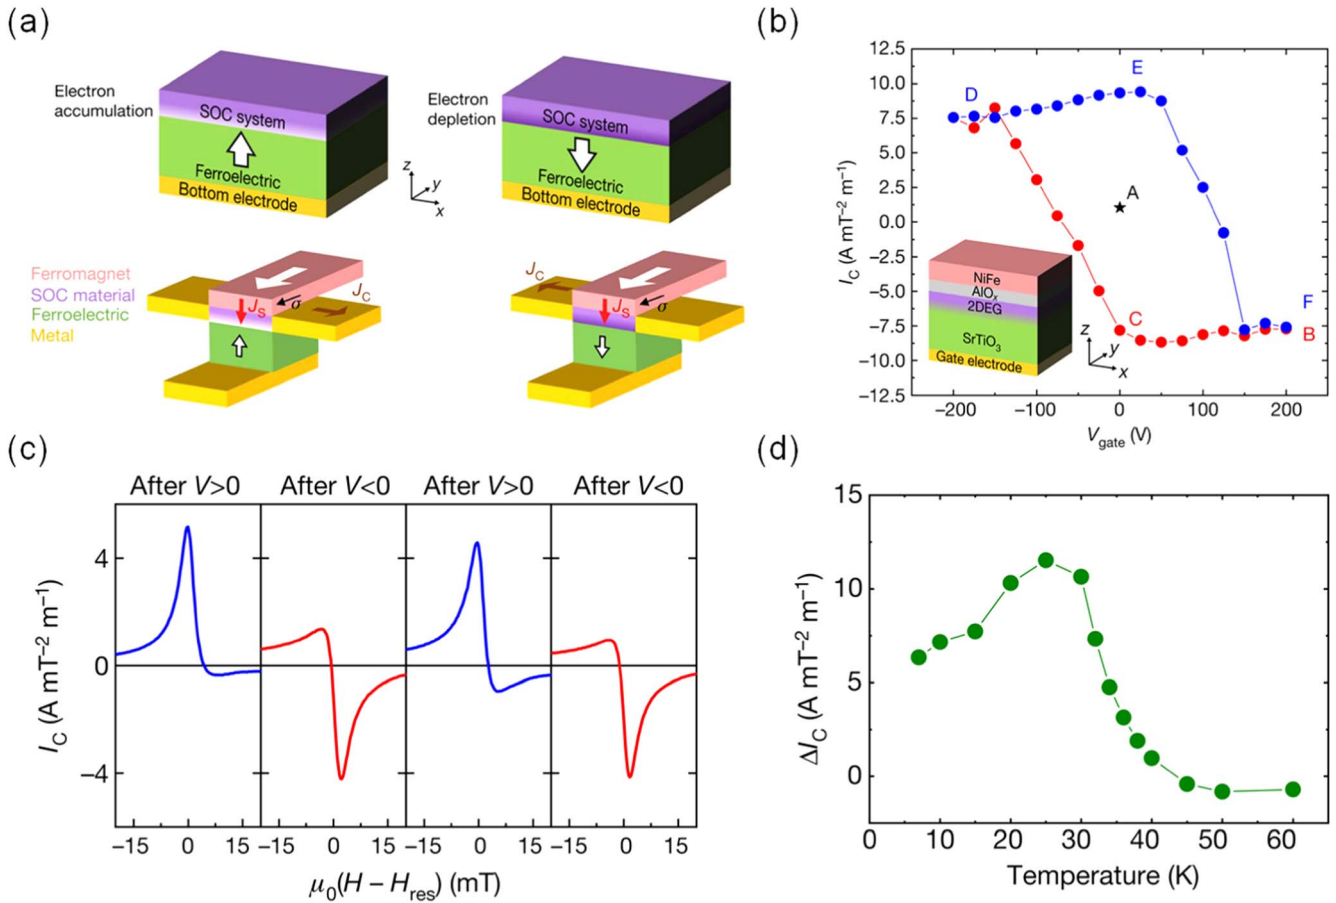 (a)
Electron
accumulation
SOC system
Ferroelectric
Bottom electrode
z
y
x
Electron
depletion
SOC system
Ferroelectric
Bottom electrode
Ferromagnet
SOC material
Ferroelectric
Metal
J_S
σ
J_C
J_C
J_S
σ
(b)
12.5
10.0
7.5
5.0
2.5
0.0
−2.5
−5.0
−7.5
−10.0
−12.5
I_C (A mT⁻² m⁻¹)
D
E
A
C
F
B
NiFe
AlOₓ
2DEG
SrTiO₃
Gate electrode
z
y
x
−200 −100 0 100 200
V_gate (V)
(c)
After V>0 After V<0 After V>0 After V<0
4
0
−4
I_C (A mT⁻² m⁻¹)
−15 0 15 −15 0 15 −15 0 15 −15 0 15
μ₀(H − H_res) (mT)
(d)
15
10
5
0
ΔI_C (A mT⁻² m⁻¹)
0 10 20 30 40 50 60
Temperature (K)